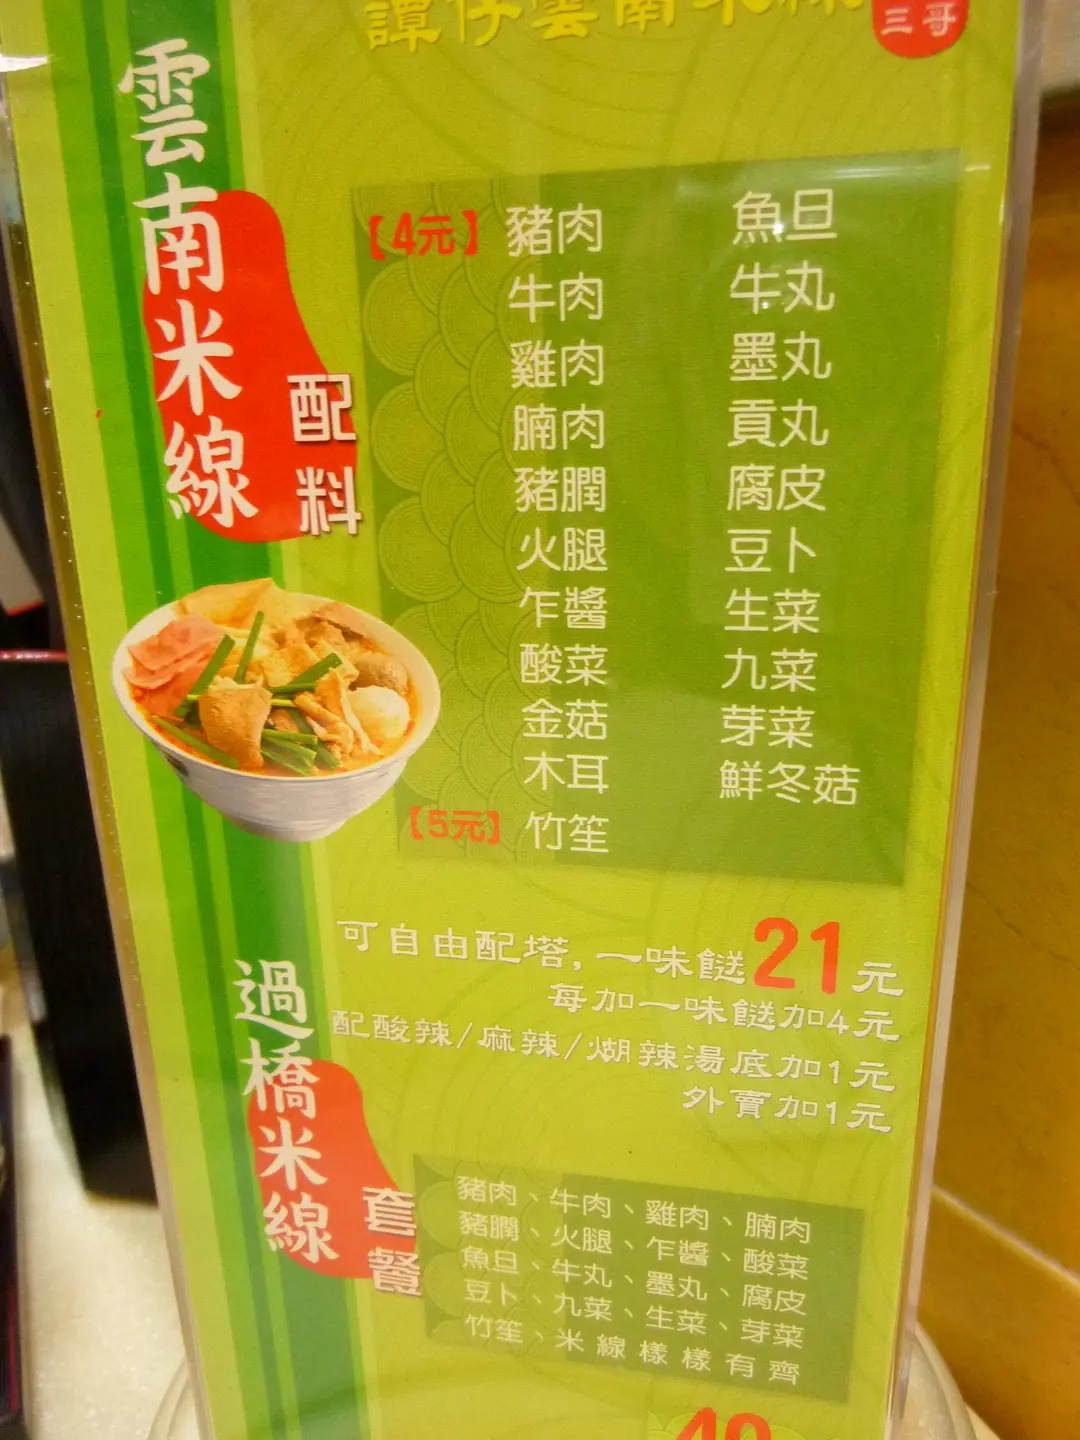 譚仔雲南米線
三哥
雲南米線
配料
【4元】 豬肉 魚旦
牛肉 牛丸
雞肉 墨丸
腩肉 貢丸
豬膶 腐皮
火腿 豆卜
乍醬 生菜
酸菜 九菜
金菇 芽菜
木耳 鮮冬菇
【5元】 竹笙
可自由配塔,一味餸21元
每加一味餸加4元
配酸辣/麻辣/煳辣湯底加1元
外賣加1元
過橋米線
套餐
豬肉、牛肉、雞肉、腩肉
豬膶、火腿、乍醬、酸菜
魚旦、牛丸、墨丸、腐皮
豆卜、九菜、生菜、芽菜
竹笙、米線樣樣有齊